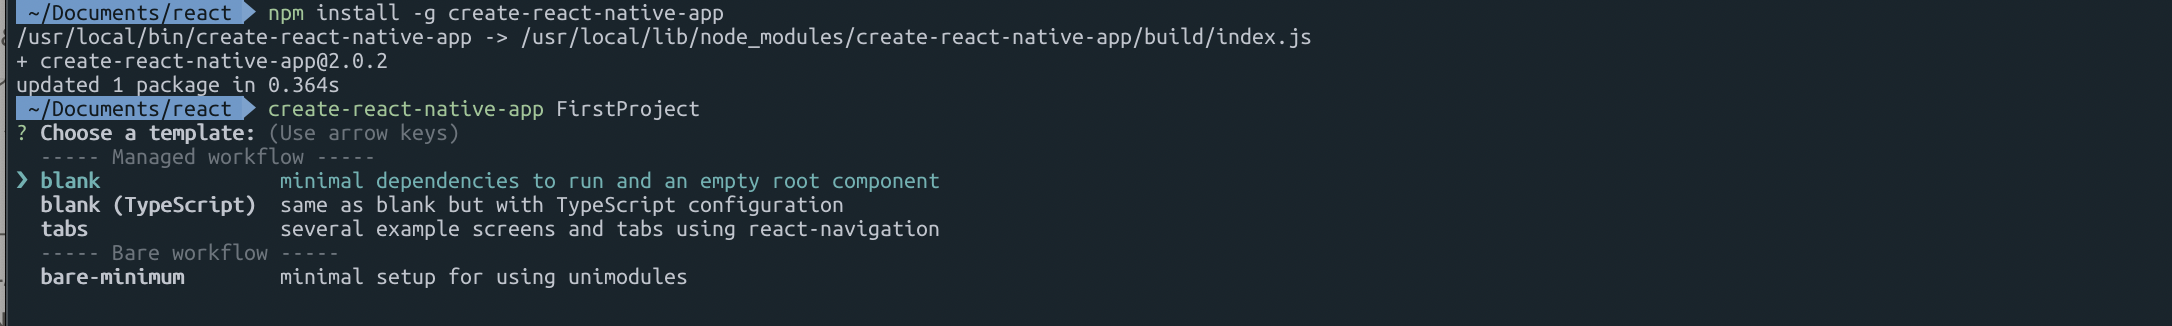 ~/Documents/react npm install -g create-react-native-app
/usr/local/bin/create-react-native-app -> /usr/local/lib/node_modules/create-react-native-app/build/index.js
+ create-react-native-app@2.0.2
updated 1 package in 0.364s
~/Documents/react create-react-native-app FirstProject
? Choose a template: (Use arrow keys)
----- Managed workflow -----
❯ blank minimal dependencies to run and an empty root component
blank (TypeScript) same as blank but with TypeScript configuration
tabs several example screens and tabs using react-navigation
----- Bare workflow -----
bare-minimum minimal setup for using unimodules